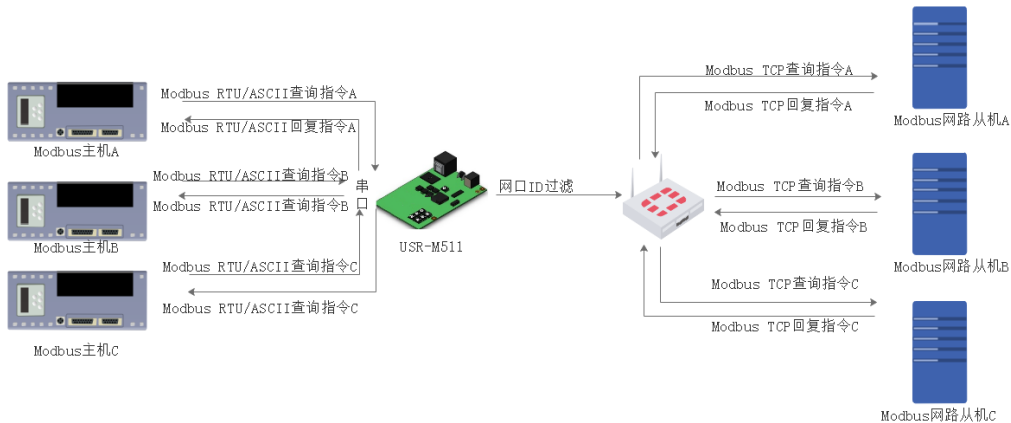 Modbus RTU/ASCII查询指令A
Modbus RTU/ASCII回复指令A
Modbus主机A
Modbus RTU/ASCII查询指令B
Modbus RTU/ASCII查询指令B
Modbus主机B
Modbus RTU/ASCII查询指令C
Modbus RTU/ASCII查询指令C
Modbus主机C
串
口
USR-M511
网口ID过滤
Modbus TCP查询指令A
Modbus TCP回复指令A
Modbus网路从机A
Modbus TCP查询指令B
Modbus TCP回复指令B
Modbus网路从机B
Modbus TCP查询指令C
Modbus TCP回复指令C
Modbus网路从机C